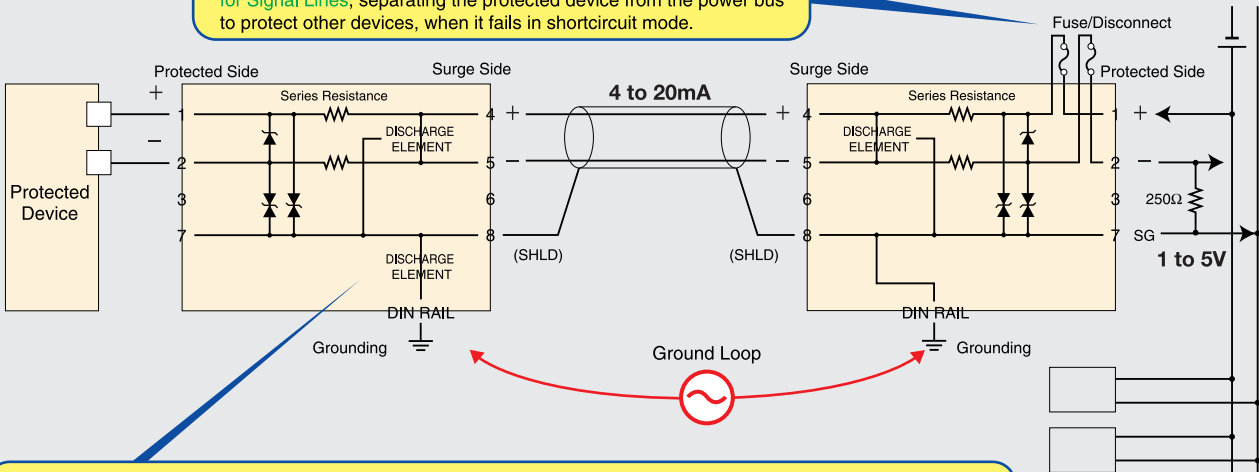 for Signal Lines, separating the protected device from the power bus
to protect other devices, when it fails in shortcircuit mode.
Fuse/Disconnect
Protected Side
Surge Side
Surge Side
Protected Side
+
Series Resistance
4 to 20mA
Series Resistance
1
4
+
+
4
1
+
DISCHARGE
ELEMENT
DISCHARGE
ELEMENT
−
2
5
−
−
5
2
−
Protected
Device
3
6
6
3
250Ω
7
8
8
7
SG
(SHLD)
(SHLD)
1 to 5V
DISCHARGE
ELEMENT
DIN RAIL
DIN RAIL
Grounding
Ground Loop
Grounding